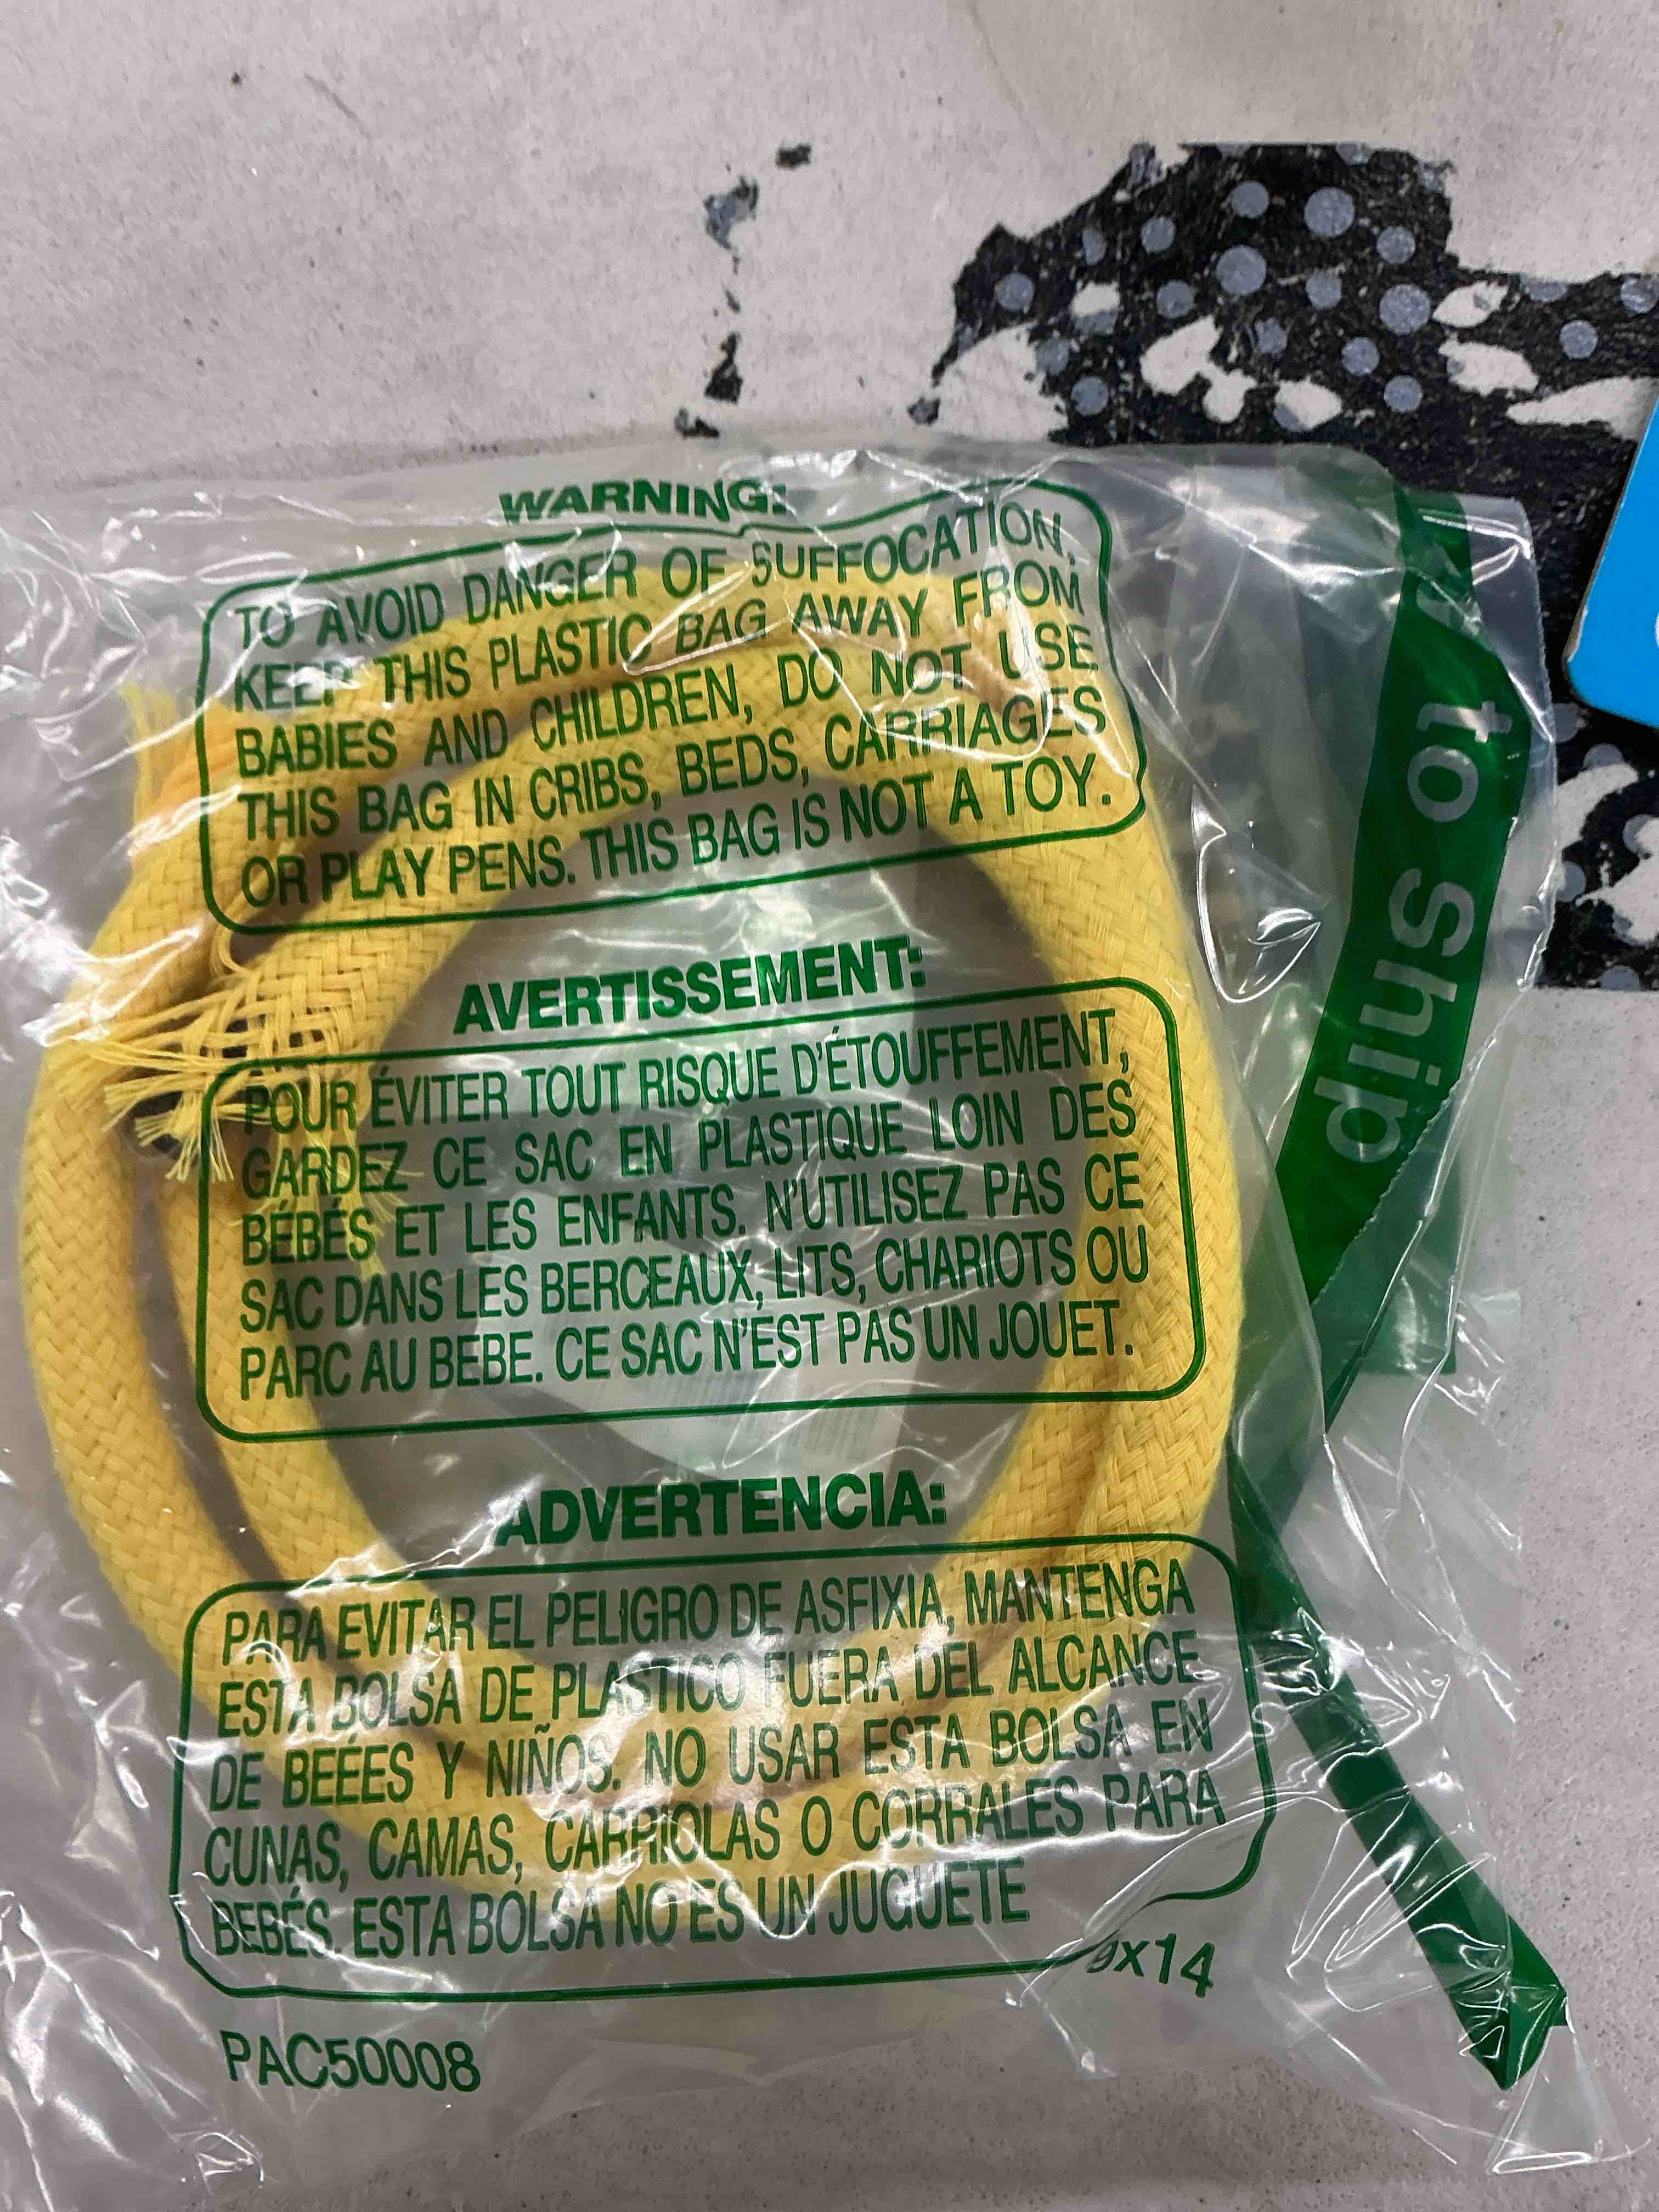 WARNING:
TO AVOID DANGER OF SUFFOCATION,
KEEP THIS PLASTIC BAG AWAY FROM
BABIES AND CHILDREN, DO NOT USE
THIS BAG IN CRIBS, BEDS, CARRIAGES
OR PLAY PENS. THIS BAG IS NOT A TOY.
AVERTISSEMENT:
POUR ÉVITER TOUT RISQUE D'ÉTOUFFEMENT,
GARDEZ CE SAC EN PLASTIQUE LOIN DES
BÉBÉS ET LES ENFANTS. N'UTILISEZ PAS CE
SAC DANS LES BERCEAUX, LITS, CHARIOTS OU
PARC AU BEBE. CE SAC N'EST PAS UN JOUET.
ADVERTENCIA:
PARA EVITAR EL PELIGRO DE ASFIXIA, MANTENGA
ESTA BOLSA DE PLASTICO FUERA DEL ALCANCE
DE BEÉES Y NIÑOS. NO USAR ESTA BOLSA EN
CUNAS, CAMAS, CARRIOLAS O CORRALES PARA
BEBÉS. ESTA BOLSA NO ES UN JUGUETE
9X14
PAC50008
to ship